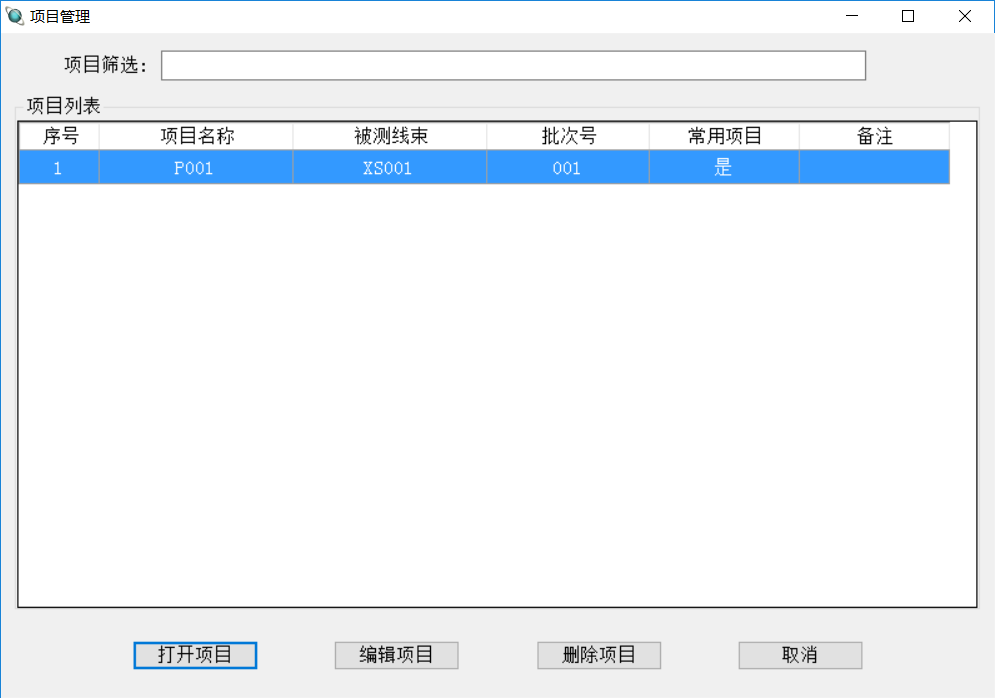 项目管理
项目筛选：
项目列表
序号 项目名称 被测线束 批次号 常用项目 备注
1 P001 XS001 001 是
打开项目 编辑项目 删除项目 取消